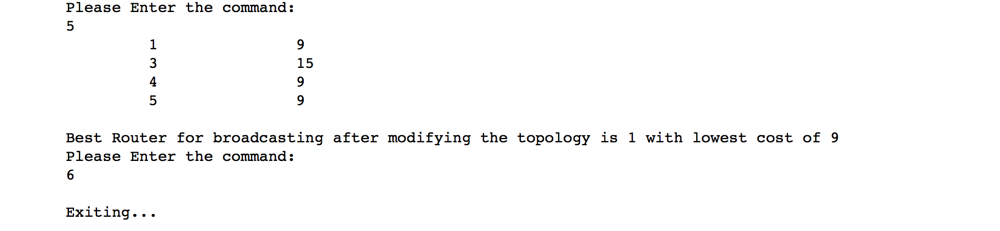 Please Enter the command:
5
1 9
3 15
4 9
5 9
Best Router for broadcasting after modifying the topology is 1 with lowest cost of 9
Please Enter the command:
6
Exiting...